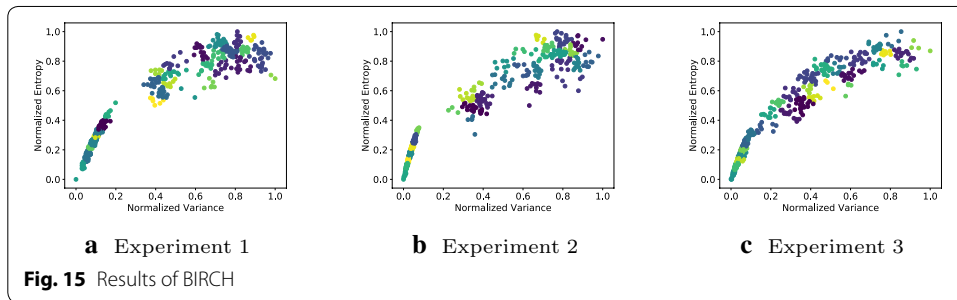 1.0
0.8
0.6
0.4
0.2
0.0
Normalized Entropy
0.0 0.2 0.4 0.6 0.8 1.0
Normalized Variance
1.0
0.8
0.6
0.4
0.2
0.0
Normalized Entropy
0.0 0.2 0.4 0.6 0.8 1.0
Normalized Variance
1.0
0.8
0.6
0.4
0.2
0.0
Normalized Entropy
0.0 0.2 0.4 0.6 0.8 1.0
Normalized Variance
a Experiment 1
b Experiment 2
c Experiment 3
Fig. 15 Results of BIRCH